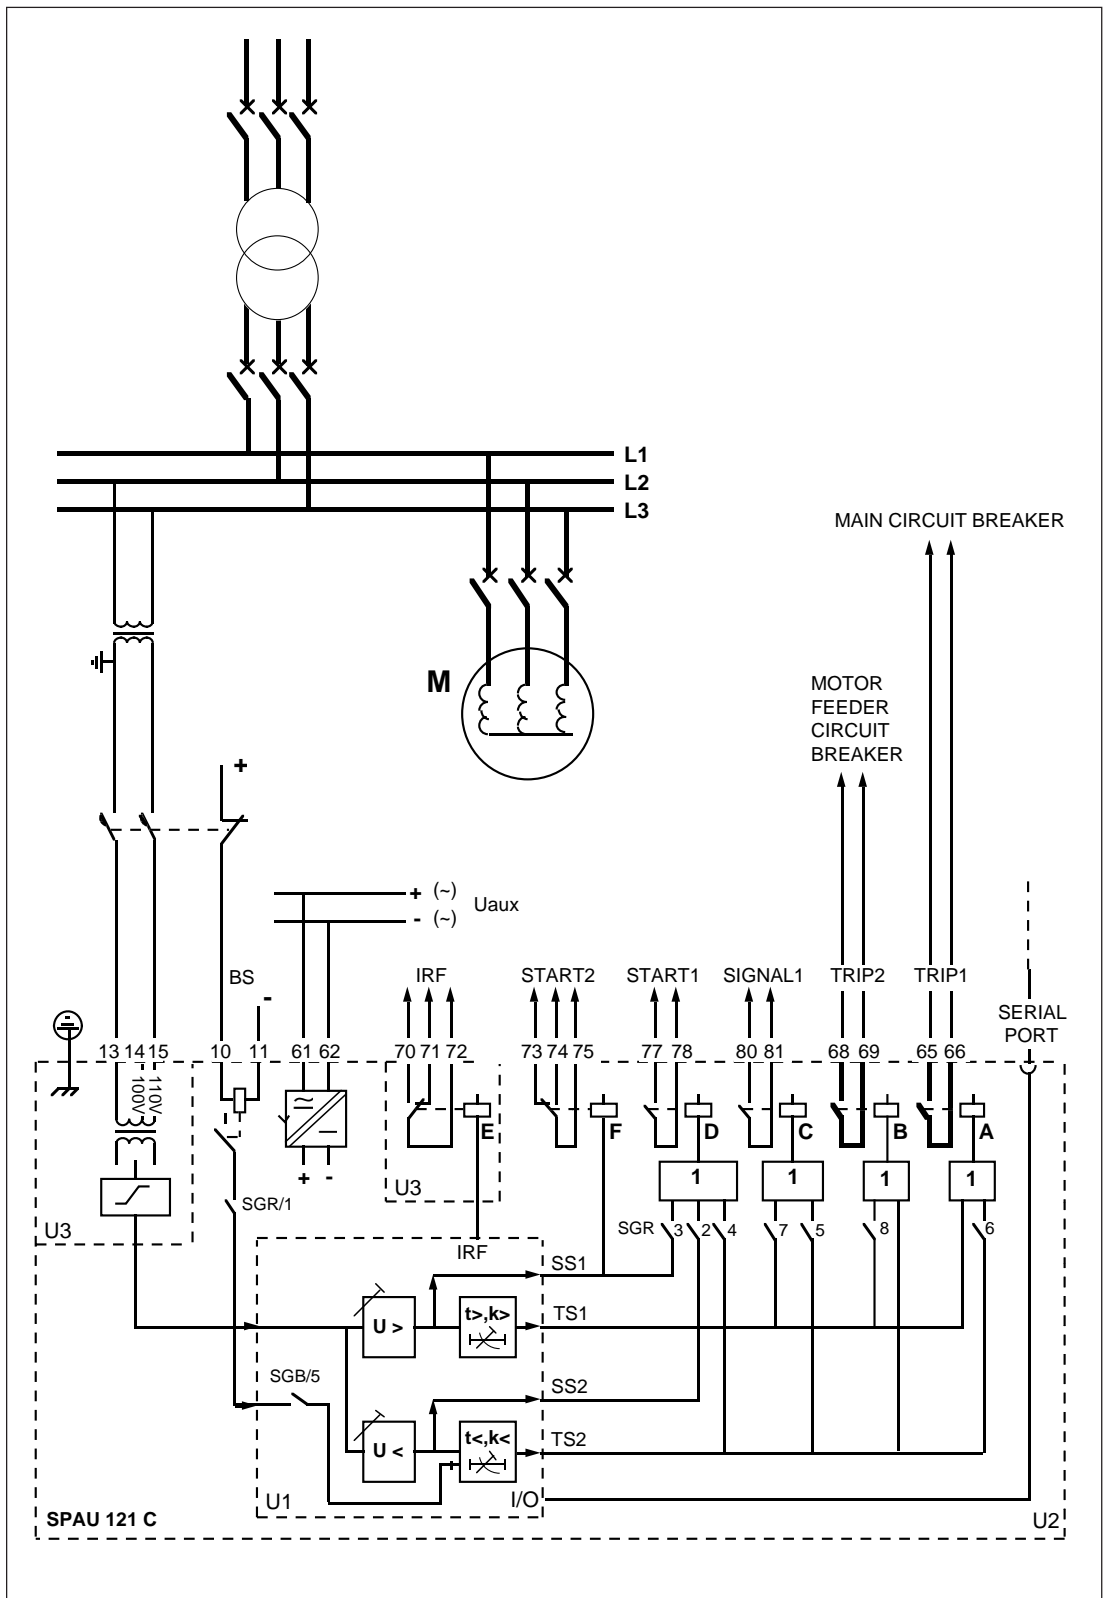 L1
L2
L3
MAIN CIRCUIT BREAKER
M
MOTOR
FEEDER
CIRCUIT
BREAKER
+
+ (~)
Uaux
- (~)
BS
-
IRF
START2
START1
SIGNAL1
TRIP2
TRIP1
SERIAL
PORT
13 14 15
10 11
61 62
70 71 72
73 74 75
77 78
80 81
68 69
65 66
100V
110V
+ -
E
F
D
C
B
A
1
1
1
1
U3
U3
SGR/1
SGR 3 2 4
7 5
8
6
IRF
SS1
U >
t>,k>
TS1
SGB/5
SS2
U <
t<,k<
TS2
U1
I/O
SPAU 121 C
U2